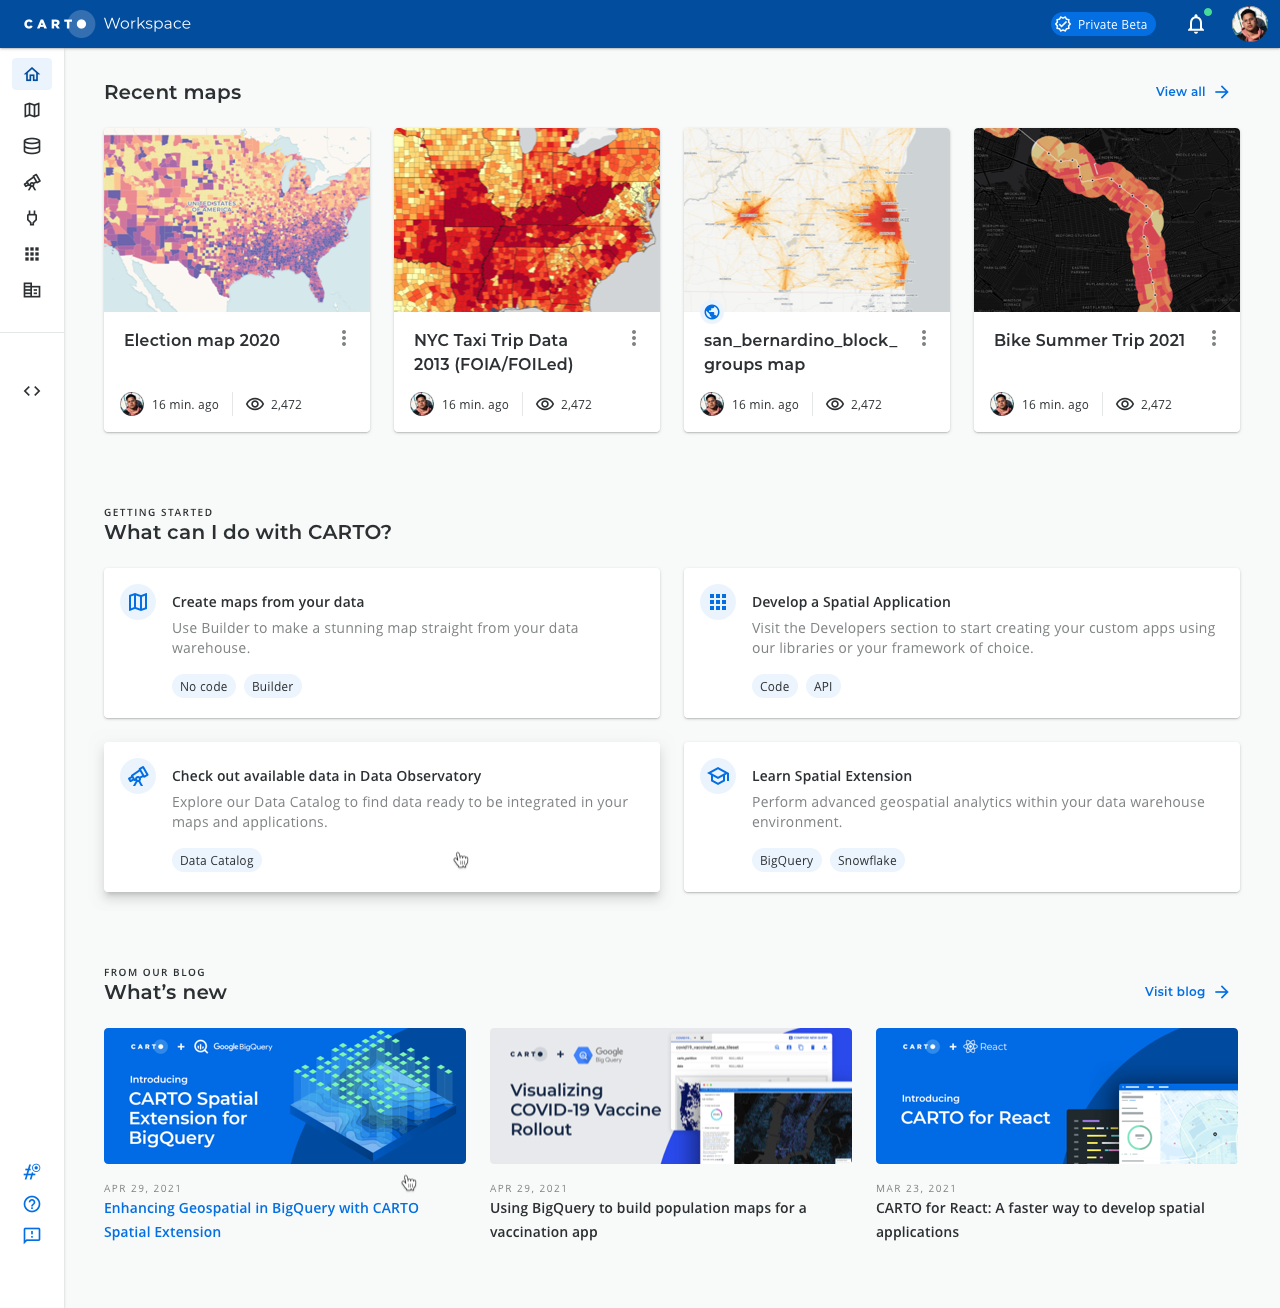 CARTO Workspace
Private Beta
Recent maps
View all
UNITED STATES
OF AMERICA
Election map 2020
16 min. ago
2,472
NYC Taxi Trip Data
2013 (FOIA/FOILed)
16 min. ago
2,472
san_bernardino_block_
groups map
16 min. ago
2,472
Bike Summer Trip 2021
16 min. ago
2,472
GETTING STARTED
What can I do with CARTO?
Create maps from your data
Use Builder to make a stunning map straight from your data
warehouse.
No code
Builder
Develop a Spatial Application
Visit the Developers section to start creating your custom apps using
our libraries or your framework of choice.
Code
API
Check out available data in Data Observatory
Explore our Data Catalog to find data ready to be integrated in your
maps and applications.
Data Catalog
Learn Spatial Extension
Perform advanced geospatial analytics within your data warehouse
environment.
BigQuery
Snowflake
FROM OUR BLOG
What's new
Visit blog
CARTO + Google BigQuery
Introducing
CARTO Spatial
Extension for
BigQuery
CARTO + Google
Big Query
Visualizing
COVID-19 Vaccine
Rollout
CARTO + React
Introducing
CARTO for React
APR 29, 2021
Enhancing Geospatial in BigQuery with CARTO
Spatial Extension
APR 29, 2021
Using BigQuery to build population maps for a
vaccination app
MAR 23, 2021
CARTO for React: A faster way to develop spatial
applications